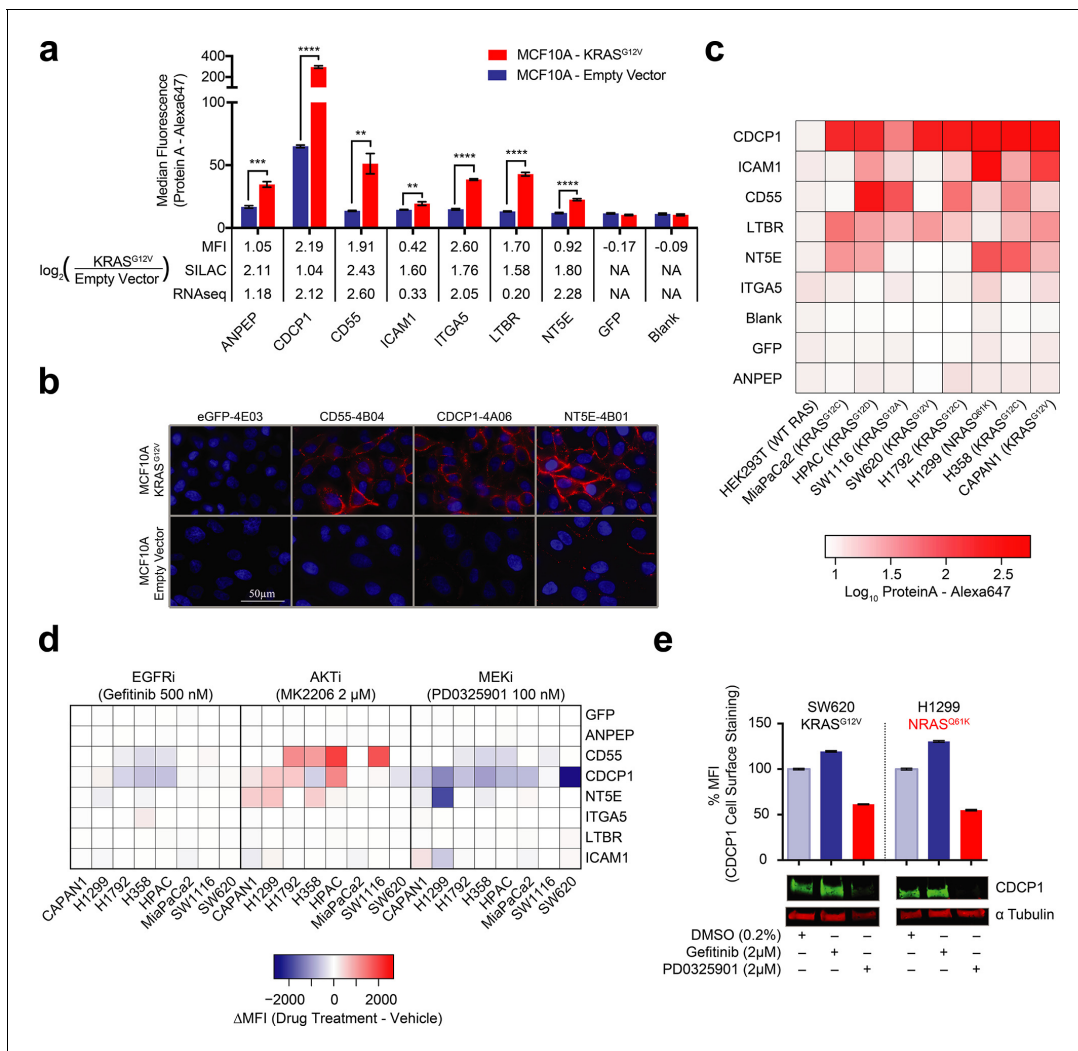 a
MCF10A - KRASG12V
MCF10A - Empty Vector
Median Fluorescence
(Protein A - Alexa647)
400
200
100
50
0
***
****
**
**
****
****
****
log2(KRASG12V / Empty Vector)
MFI 1.05 2.19 1.91 0.42 2.60 1.70 0.92 -0.17 -0.09
SILAC 2.11 1.04 2.43 1.60 1.76 1.58 1.80 NA NA
RNAseq 1.18 2.12 2.60 0.33 2.05 0.20 2.28 NA NA
ANPEP CDCP1 CD55 ICAM1 ITGA5 LTBR NT5E GFP Blank
b
eGFP-4E03 CD55-4B04 CDCP1-4A06 NT5E-4B01
MCF10A
KRASG12V
MCF10A
Empty Vector
50µm
c
CDCP1
ICAM1
CD55
LTBR
NT5E
ITGA5
Blank
GFP
ANPEP
HEK293T (WT RAS)
MiaPaCa2 (KRASG12C)
HPAC (KRASG12D)
SW1116 (KRASG12A)
SW620 (KRASG12V)
H1792 (KRASG12C)
H1299 (NRASQ61K)
H358 (KRASG12C)
CAPAN1 (KRASG12V)
1 1.5 2 2.5
Log10 ProteinA - Alexa647
d
EGFRi
(Gefitinib 500 nM)
AKTi
(MK2206 2 µM)
MEKi
(PD0325901 100 nM)
GFP
ANPEP
CD55
CDCP1
NT5E
ITGA5
LTBR
ICAM1
CAPAN1 H1299 H1792 H358 HPAC MiaPaCa2 SW1116 SW620 CAPAN1 H1299 H1792 H358 HPAC MiaPaCa2 SW1116 SW620 CAPAN1 H1299 H1792 H358 HPAC MiaPaCa2 SW1116 SW620
−2000 0 2000
ΔMFI (Drug Treatment - Vehicle)
e
SW620
KRASG12V
H1299
NRASQ61K
% MFI
(CDCP1 Cell Surface Staining)
150
100
50
0
CDCP1
α Tubulin
DMSO (0.2%) + – – + – –
Gefitinib (2µM) – + – – + –
PD0325901 (2µM) – – + – – +